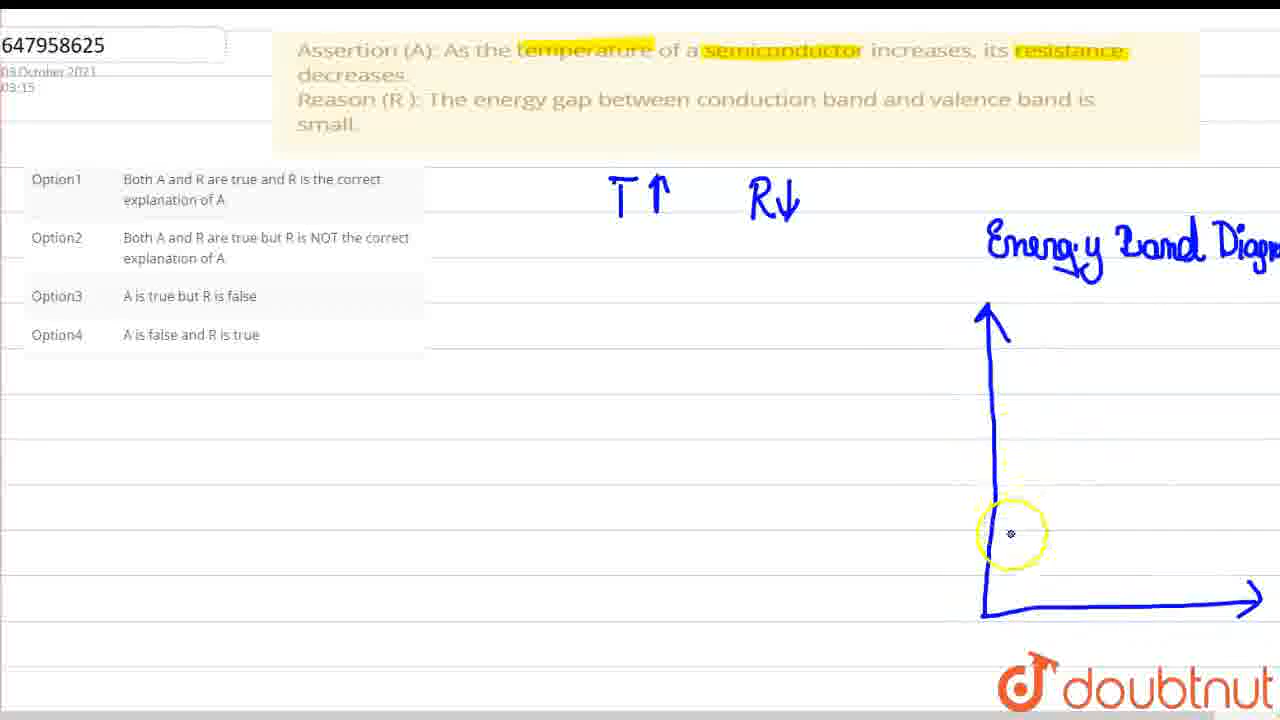 647958625
03 October 2021
03:15
Assertion (A): As the temperature of a semiconductor increases, its resistance
decreases.
Reason (R ): The energy gap between conduction band and valence band is
small.
Option1 Both A and R are true and R is the correct
explanation of A
Option2 Both A and R are true but R is NOT the correct
explanation of A
Option3 A is true but R is false
Option4 A is false and R is true
T ↑ R↓
Energy Band Diagra
doubtnut